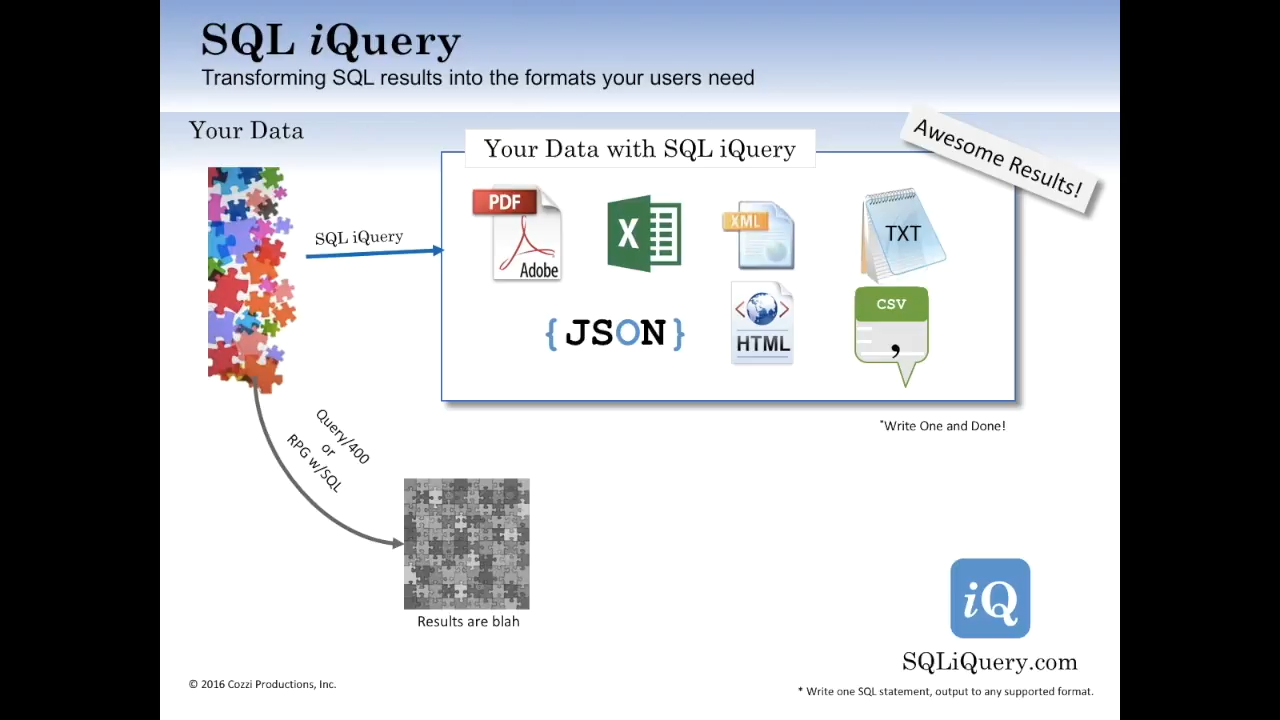 SQL iQuery
Transforming SQL results into the formats your users need
Your Data
Your Data with SQL iQuery
Awesome Results!
SQL iQuery
PDF
Adobe
X
XML
TXT
{ JSON }
< >
HTML
CSV
,
*Write One and Done!
Query/400
or
RPG w/SQL
Results are blah
iQ
SQLiQuery.com
© 2016 Cozzi Productions, Inc.
* Write one SQL statement, output to any supported format.